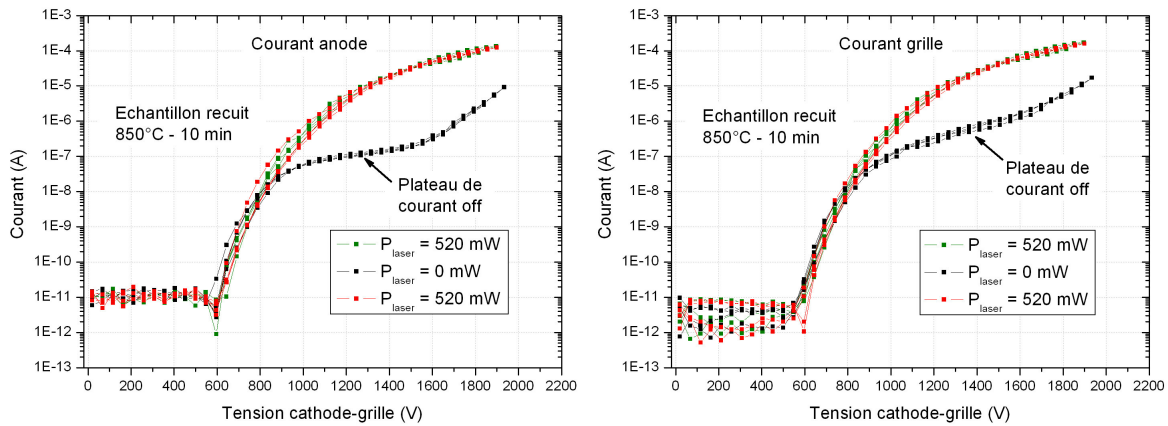 1E-3
1E-4
1E-5
1E-6
1E-7
1E-8
1E-9
1E-10
1E-11
1E-12
1E-13
Courant (A)
Courant anode
Echantillon recuit
850°C - 10 min
Plateau de
courant off
P laser = 520 mW
P laser = 0 mW
P laser = 520 mW
0 200 400 600 800 1000 1200 1400 1600 1800 2000 2200
Tension cathode-grille (V)
1E-3
1E-4
1E-5
1E-6
1E-7
1E-8
1E-9
1E-10
1E-11
1E-12
1E-13
Courant (A)
Courant grille
Echantillon recuit
850°C - 10 min
Plateau de
courant off
P laser = 520 mW
P laser = 0 mW
P laser = 520 mW
0 200 400 600 800 1000 1200 1400 1600 1800 2000 2200
Tension cathode-grille (V)